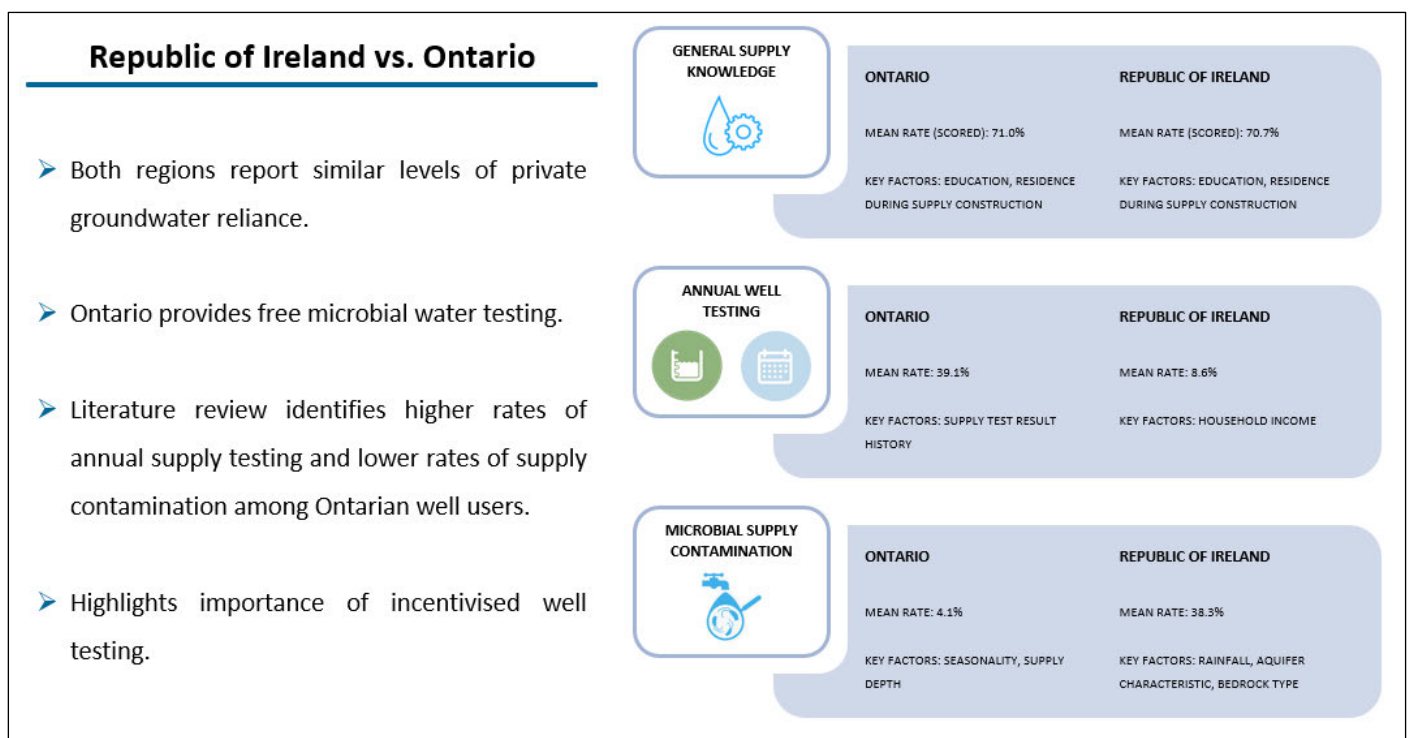 Republic of Ireland vs. Ontario
➤ Both regions report similar levels of private
groundwater reliance.
➤ Ontario provides free microbial water testing.
➤ Literature review identifies higher rates of
annual supply testing and lower rates of supply
contamination among Ontarian well users.
➤ Highlights importance of incentivised well
testing.
GENERAL SUPPLY
KNOWLEDGE
ONTARIO
MEAN RATE (SCORED): 71.0%
KEY FACTORS: EDUCATION, RESIDENCE
DURING SUPPLY CONSTRUCTION
REPUBLIC OF IRELAND
MEAN RATE (SCORED): 70.7%
KEY FACTORS: EDUCATION, RESIDENCE
DURING SUPPLY CONSTRUCTION
ANNUAL WELL
TESTING
ONTARIO
MEAN RATE: 39.1%
KEY FACTORS: SUPPLY TEST RESULT
HISTORY
REPUBLIC OF IRELAND
MEAN RATE: 8.6%
KEY FACTORS: HOUSEHOLD INCOME
MICROBIAL SUPPLY
CONTAMINATION
ONTARIO
MEAN RATE: 4.1%
KEY FACTORS: SEASONALITY, SUPPLY
DEPTH
REPUBLIC OF IRELAND
MEAN RATE: 38.3%
KEY FACTORS: RAINFALL, AQUIFER
CHARACTERISTIC, BEDROCK TYPE